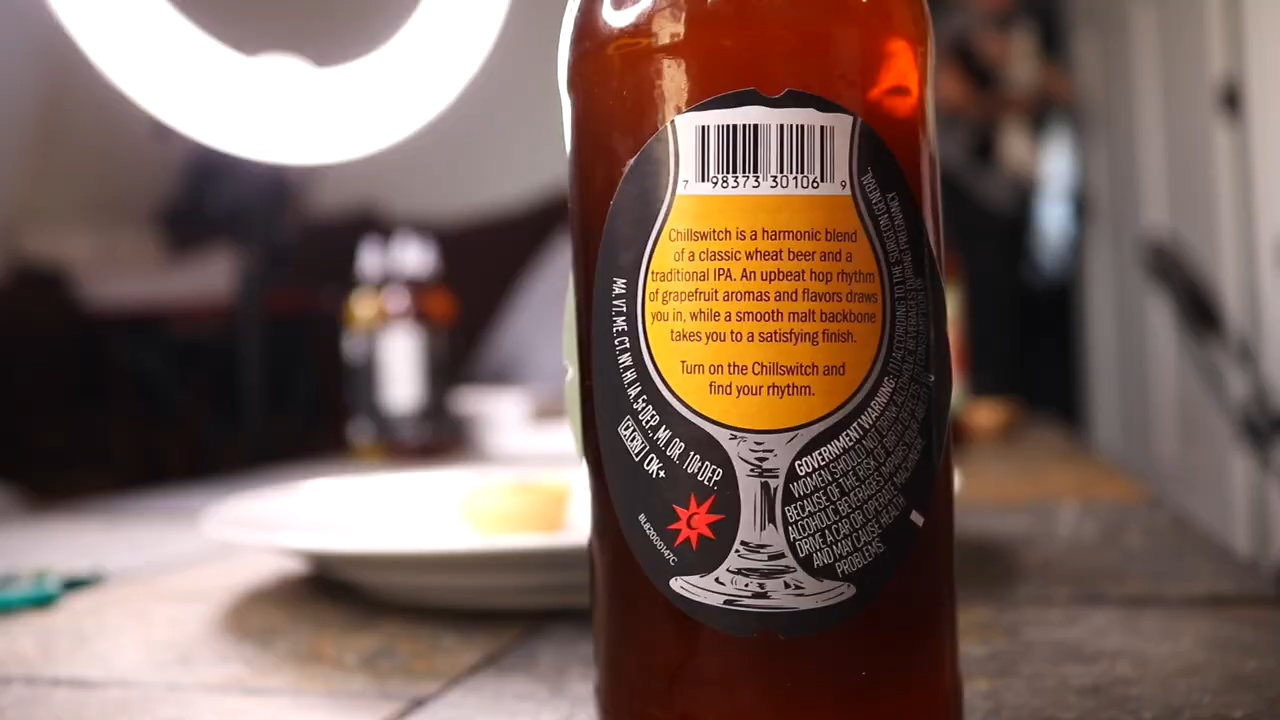 7 98373 30106 9
Chillswitch is a harmonic blend
of a classic wheat beer and a
traditional IPA. An upbeat hop rhythm
of grapefruit aromas and flavors draws
you in, while a smooth malt backbone
takes you to a satisfying finish.
Turn on the Chillswitch and
find your rhythm.
MA.VT.ME.CT.NY.HI.IA.5¢ DEP., MI. OR. 10¢ DEP.
CA CRV OK+
BL82000147C
GOVERNMENT WARNING: ACCORDING TO THE SURGEON GENERAL,
WOMEN SHOULD NOT DRINK ALCOHOLIC BEVERAGES DURING PREGNANCY
BECAUSE OF THE RISK OF BIRTH DEFECTS. CONSUMPTION OF
ALCOHOLIC BEVERAGES IMPAIRS YOUR ABILITY TO
DRIVE A CAR OR OPERATE MACHINERY
AND MAY CAUSE HEALTH
PROBLEMS.